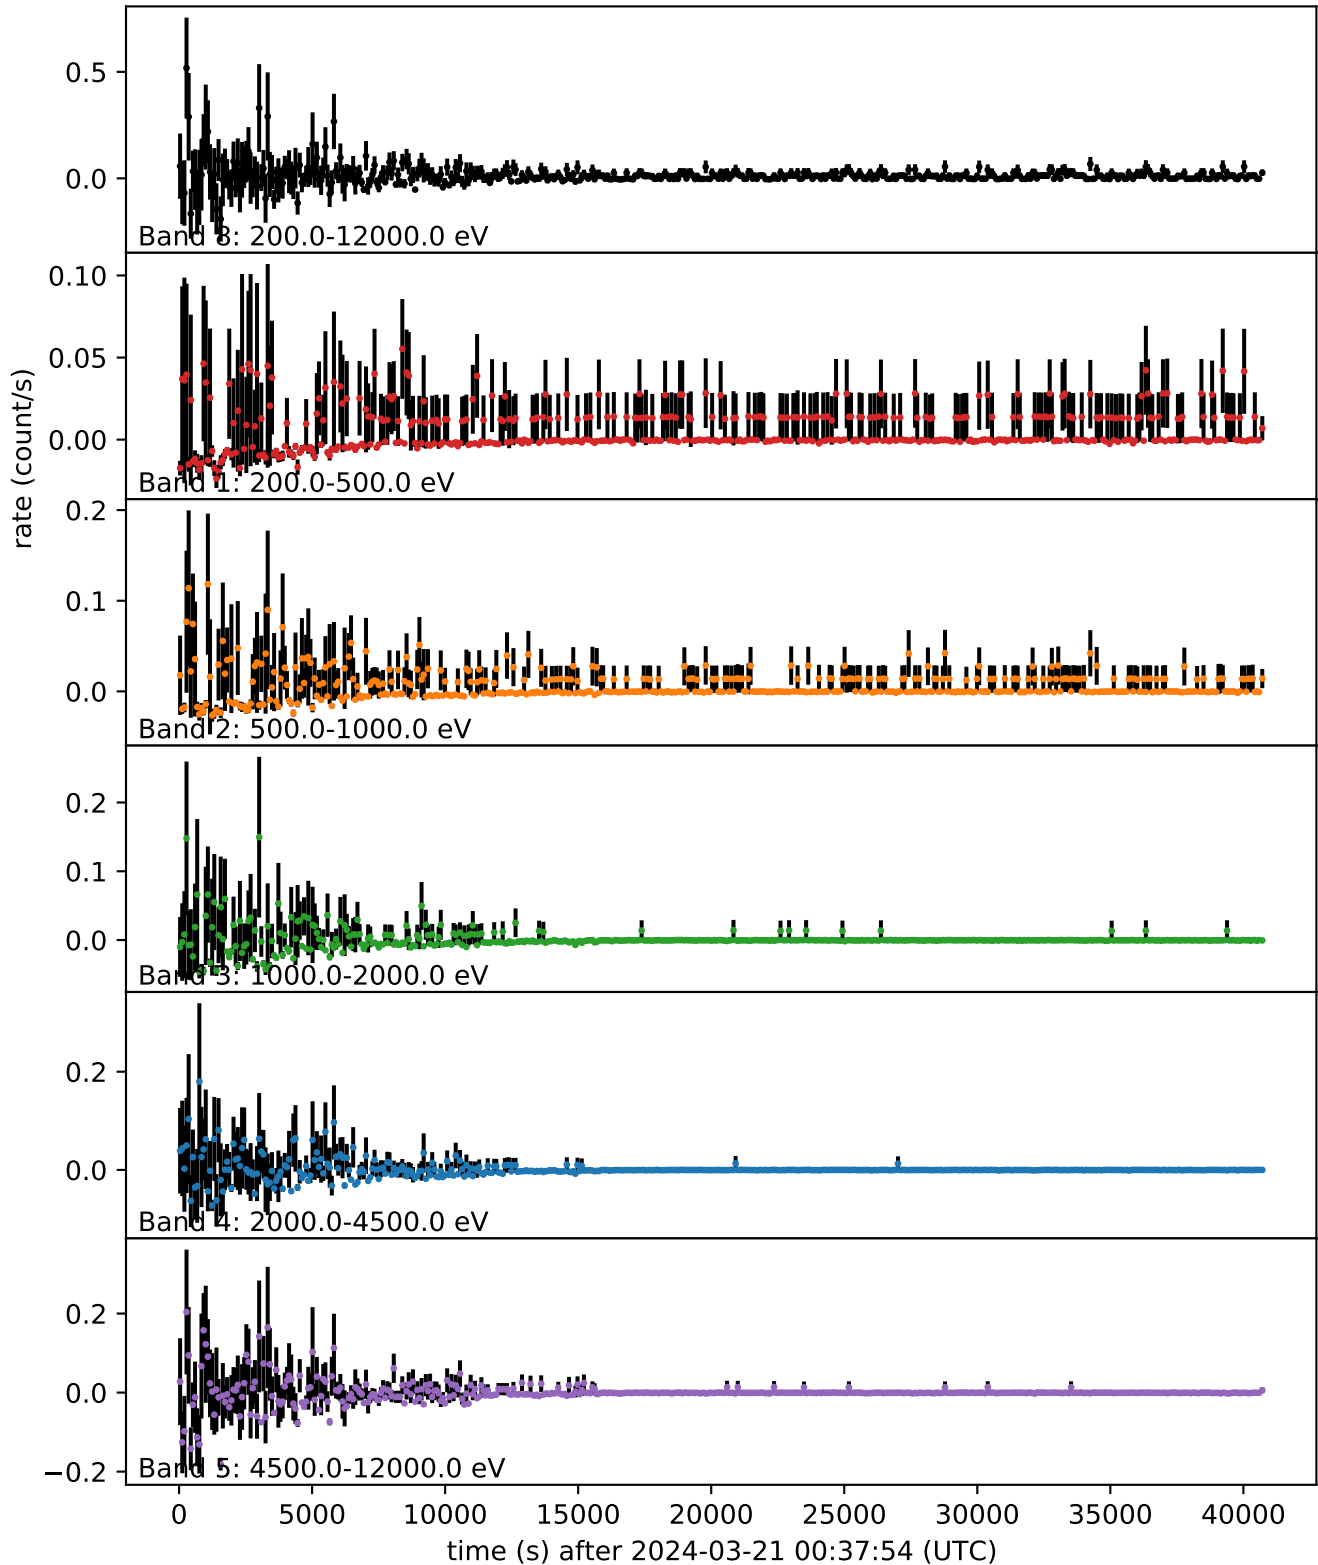 0.5
0.0
Band 8: 200.0-12000.0 eV
0.10
0.05
0.00
Band 1: 200.0-500.0 eV
rate (count/s)
0.2
0.1
0.0
Band 2: 500.0-1000.0 eV
0.2
0.1
0.0
Band 3: 1000.0-2000.0 eV
0.2
0.0
Band 4: 2000.0-4500.0 eV
0.2
0.0
−0.2
Band 5: 4500.0-12000.0 eV
0 5000 10000 15000 20000 25000 30000 35000 40000
time (s) after 2024-03-21 00:37:54 (UTC)